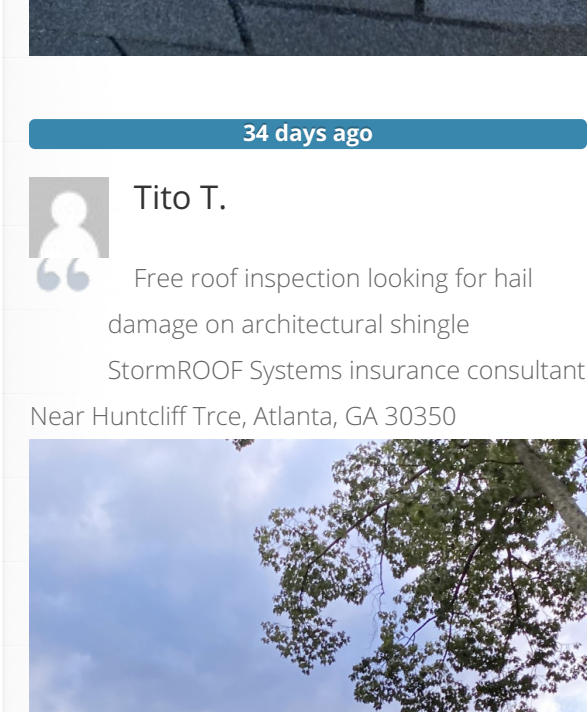 34 days ago
Tito T.
Free roof inspection looking for hail
damage on architectural shingle
StormROOF Systems insurance consultant
Near Huntcliff Trce, Atlanta, GA 30350